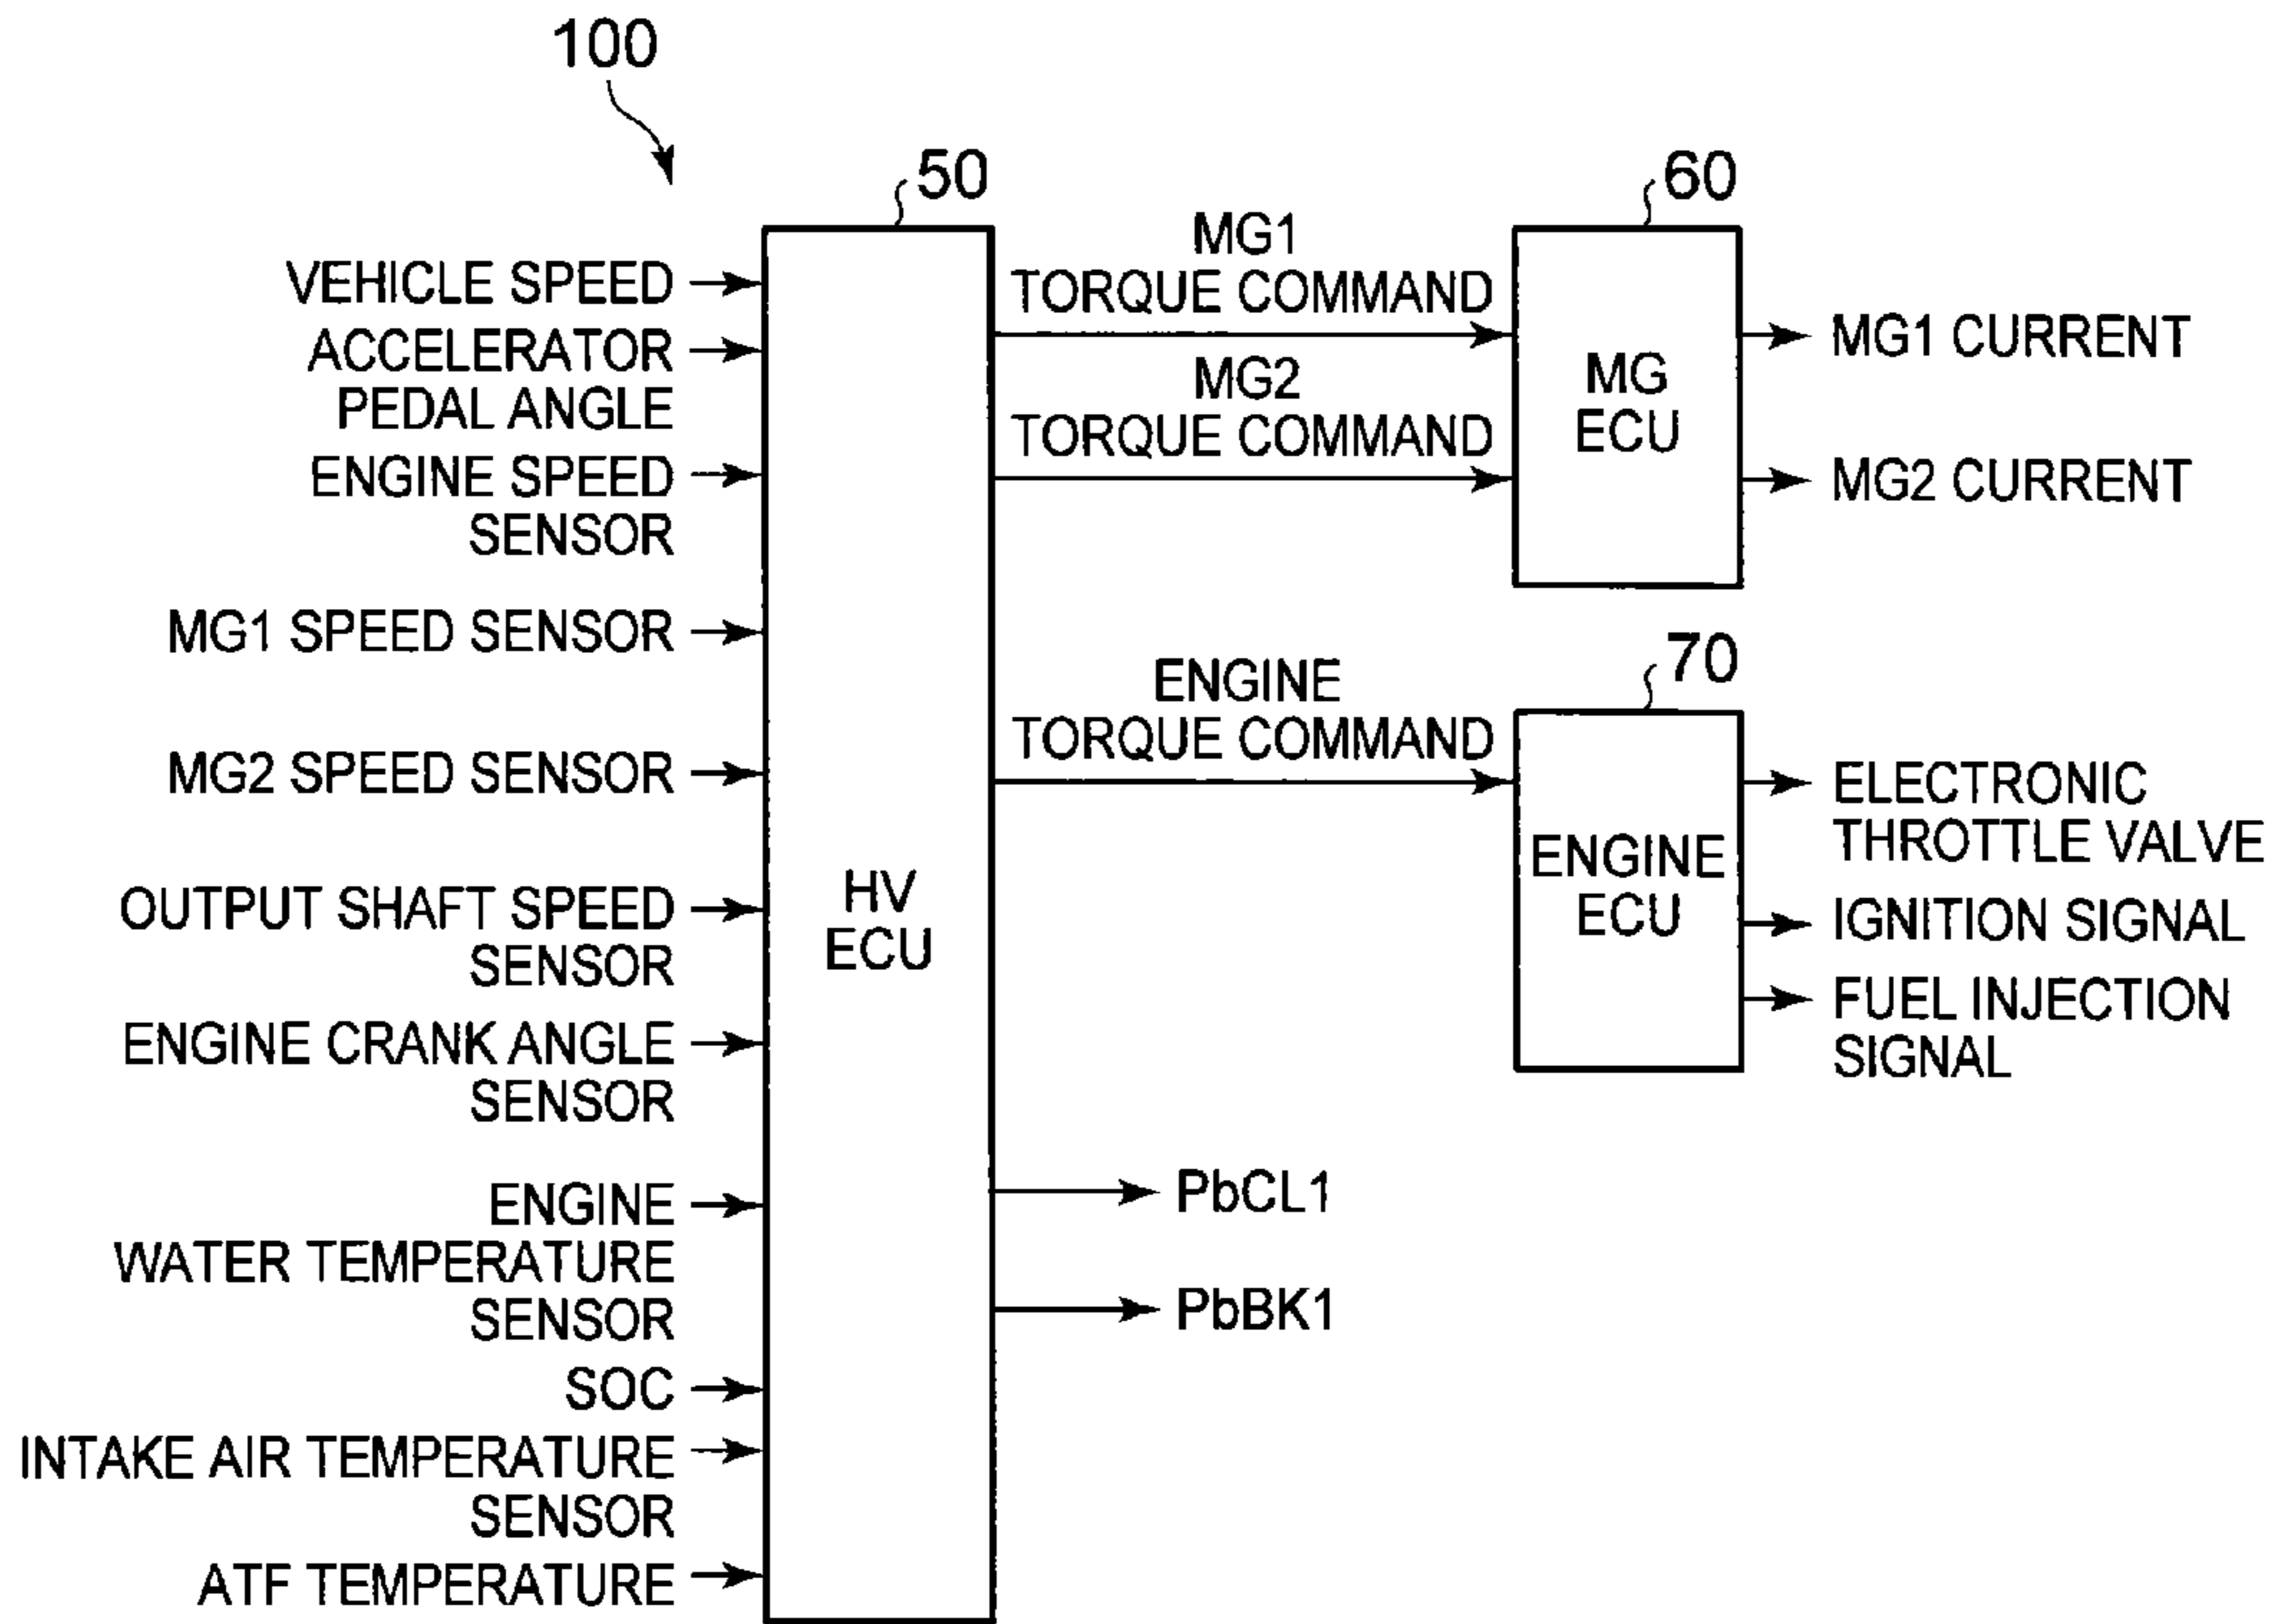 100
50
60
VEHICLE SPEED
ACCELERATOR
PEDAL ANGLE
ENGINE SPEED
SENSOR
MG1 SPEED SENSOR
MG2 SPEED SENSOR
OUTPUT SHAFT SPEED
SENSOR
ENGINE CRANK ANGLE
SENSOR
ENGINE
WATER TEMPERATURE
SENSOR
SOC
INTAKE AIR TEMPERATURE
SENSOR
ATF TEMPERATURE
HV
ECU
MG1
TORQUE COMMAND
MG2
TORQUE COMMAND
ENGINE
TORQUE COMMAND
PbCL1
PbBK1
MG
ECU
MG1 CURRENT
MG2 CURRENT
70
ENGINE
ECU
ELECTRONIC
THROTTLE VALVE
IGNITION SIGNAL
FUEL INJECTION
SIGNAL